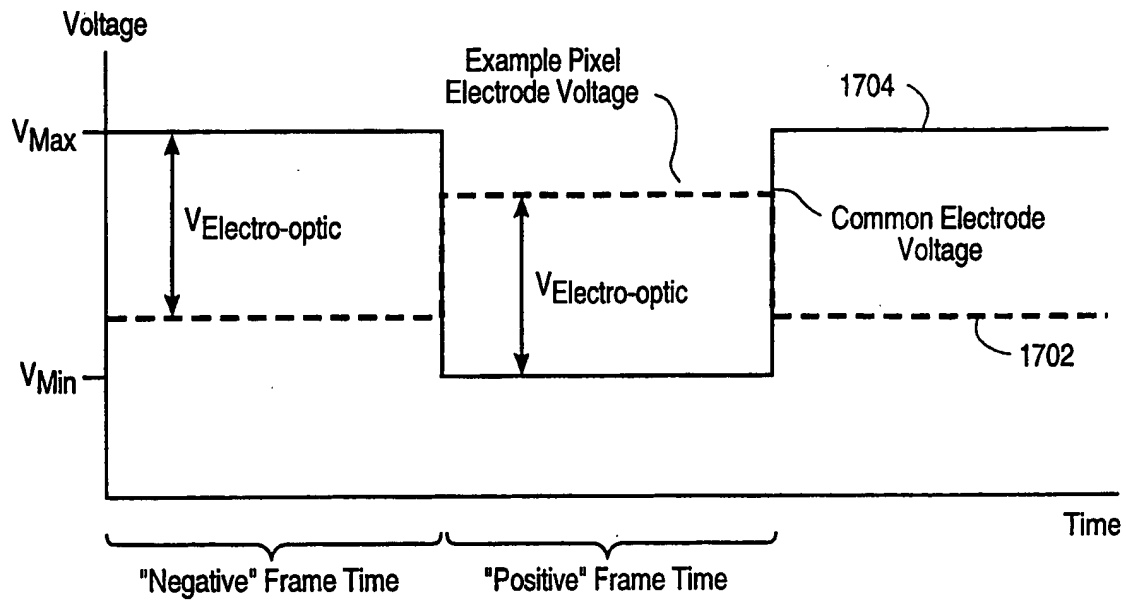 Voltage
Example Pixel
Electrode Voltage
1704
VMax
VElectro-optic
Common Electrode
Voltage
VElectro-optic
1702
VMin
Time
"Negative" Frame Time
"Positive" Frame Time